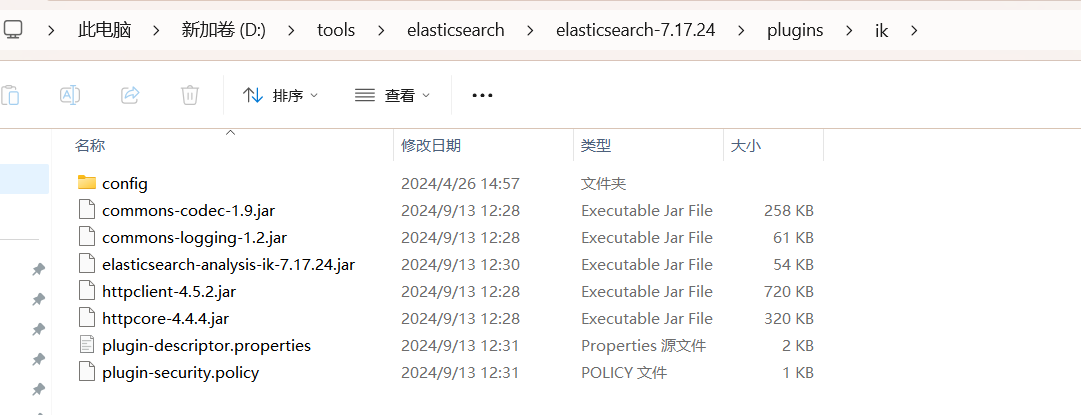 此电脑 > 新加卷 (D:) > tools > elasticsearch > elasticsearch-7.17.24 > plugins > ik >
排序 查看 •••
名称 修改日期 类型 大小
config 2024/4/26 14:57 文件夹
commons-codec-1.9.jar 2024/9/13 12:28 Executable Jar File 258 KB
commons-logging-1.2.jar 2024/9/13 12:28 Executable Jar File 61 KB
elasticsearch-analysis-ik-7.17.24.jar 2024/9/13 12:30 Executable Jar File 54 KB
httpclient-4.5.2.jar 2024/9/13 12:28 Executable Jar File 720 KB
httpcore-4.4.4.jar 2024/9/13 12:28 Executable Jar File 320 KB
plugin-descriptor.properties 2024/9/13 12:31 Properties 源文件 2 KB
plugin-security.policy 2024/9/13 12:31 POLICY 文件 1 KB